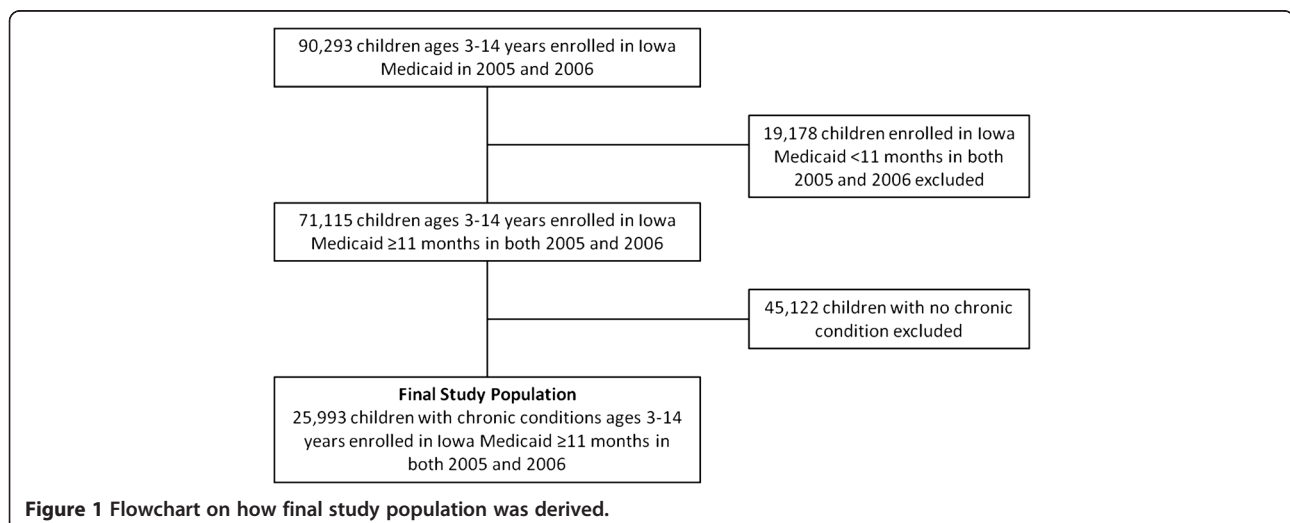 90,293 children ages 3-14 years enrolled in Iowa
Medicaid in 2005 and 2006
19,178 children enrolled in Iowa
Medicaid <11 months in both
2005 and 2006 excluded
71,115 children ages 3-14 years enrolled in Iowa
Medicaid ≥11 months in both 2005 and 2006
45,122 children with no chronic
condition excluded
Final Study Population
25,993 children with chronic conditions ages 3-14
years enrolled in Iowa Medicaid ≥11 months in
both 2005 and 2006
Figure 1 Flowchart on how final study population was derived.